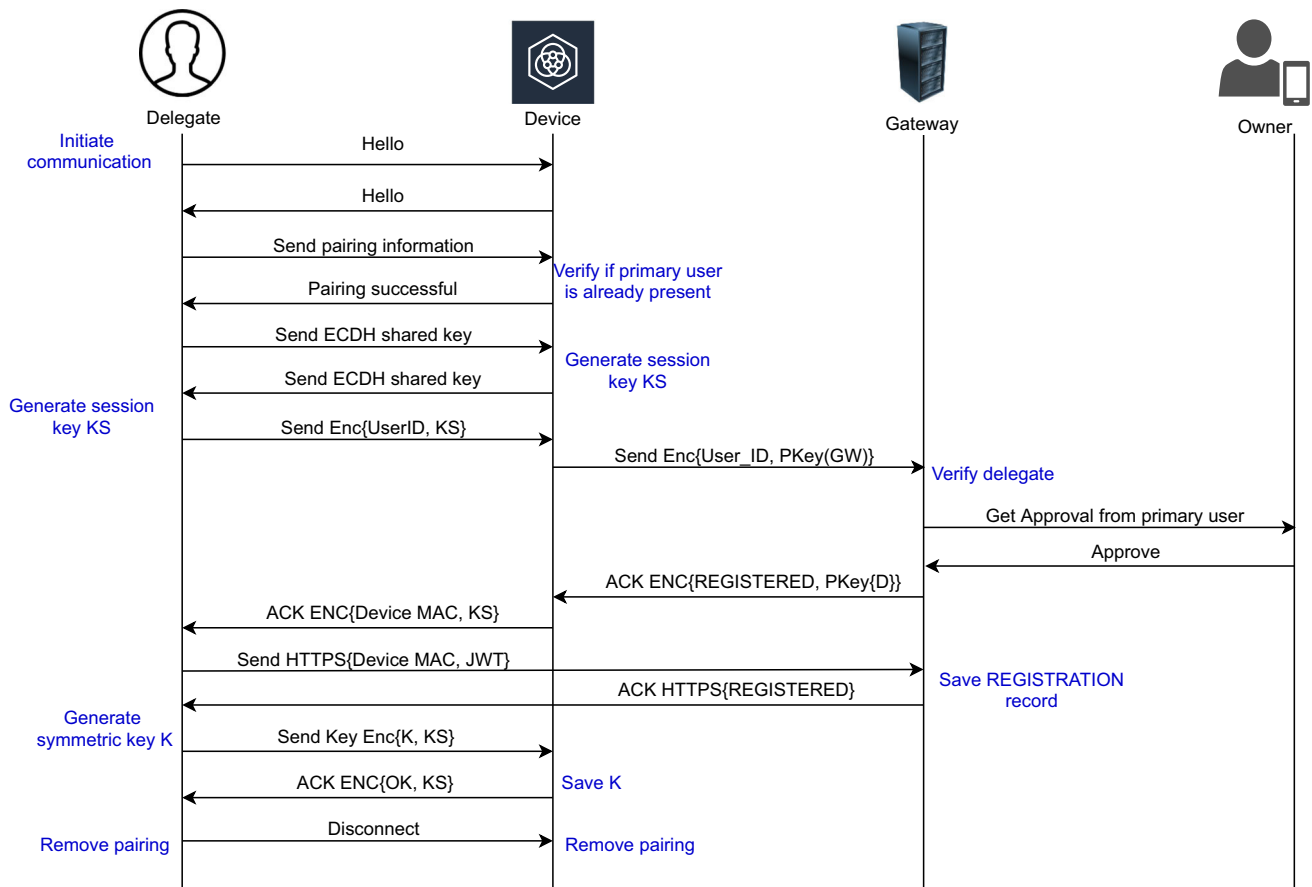 Delegate
Device
Gateway
Owner
Initiate
communication
Hello
Hello
Send pairing information
Verify if primary user
is already present
Pairing successful
Send ECDH shared key
Generate session
key KS
Send ECDH shared key
Generate session
key KS
Send Enc{UserID, KS}
Send Enc{User_ID, PKey(GW)}
Verify delegate
Get Approval from primary user
Approve
ACK ENC{REGISTERED, PKey{D}}
ACK ENC{Device MAC, KS}
Send HTTPS{Device MAC, JWT}
Save REGISTRATION
record
ACK HTTPS{REGISTERED}
Generate
symmetric key K
Send Key Enc{K, KS}
ACK ENC{OK, KS}
Save K
Disconnect
Remove pairing
Remove pairing